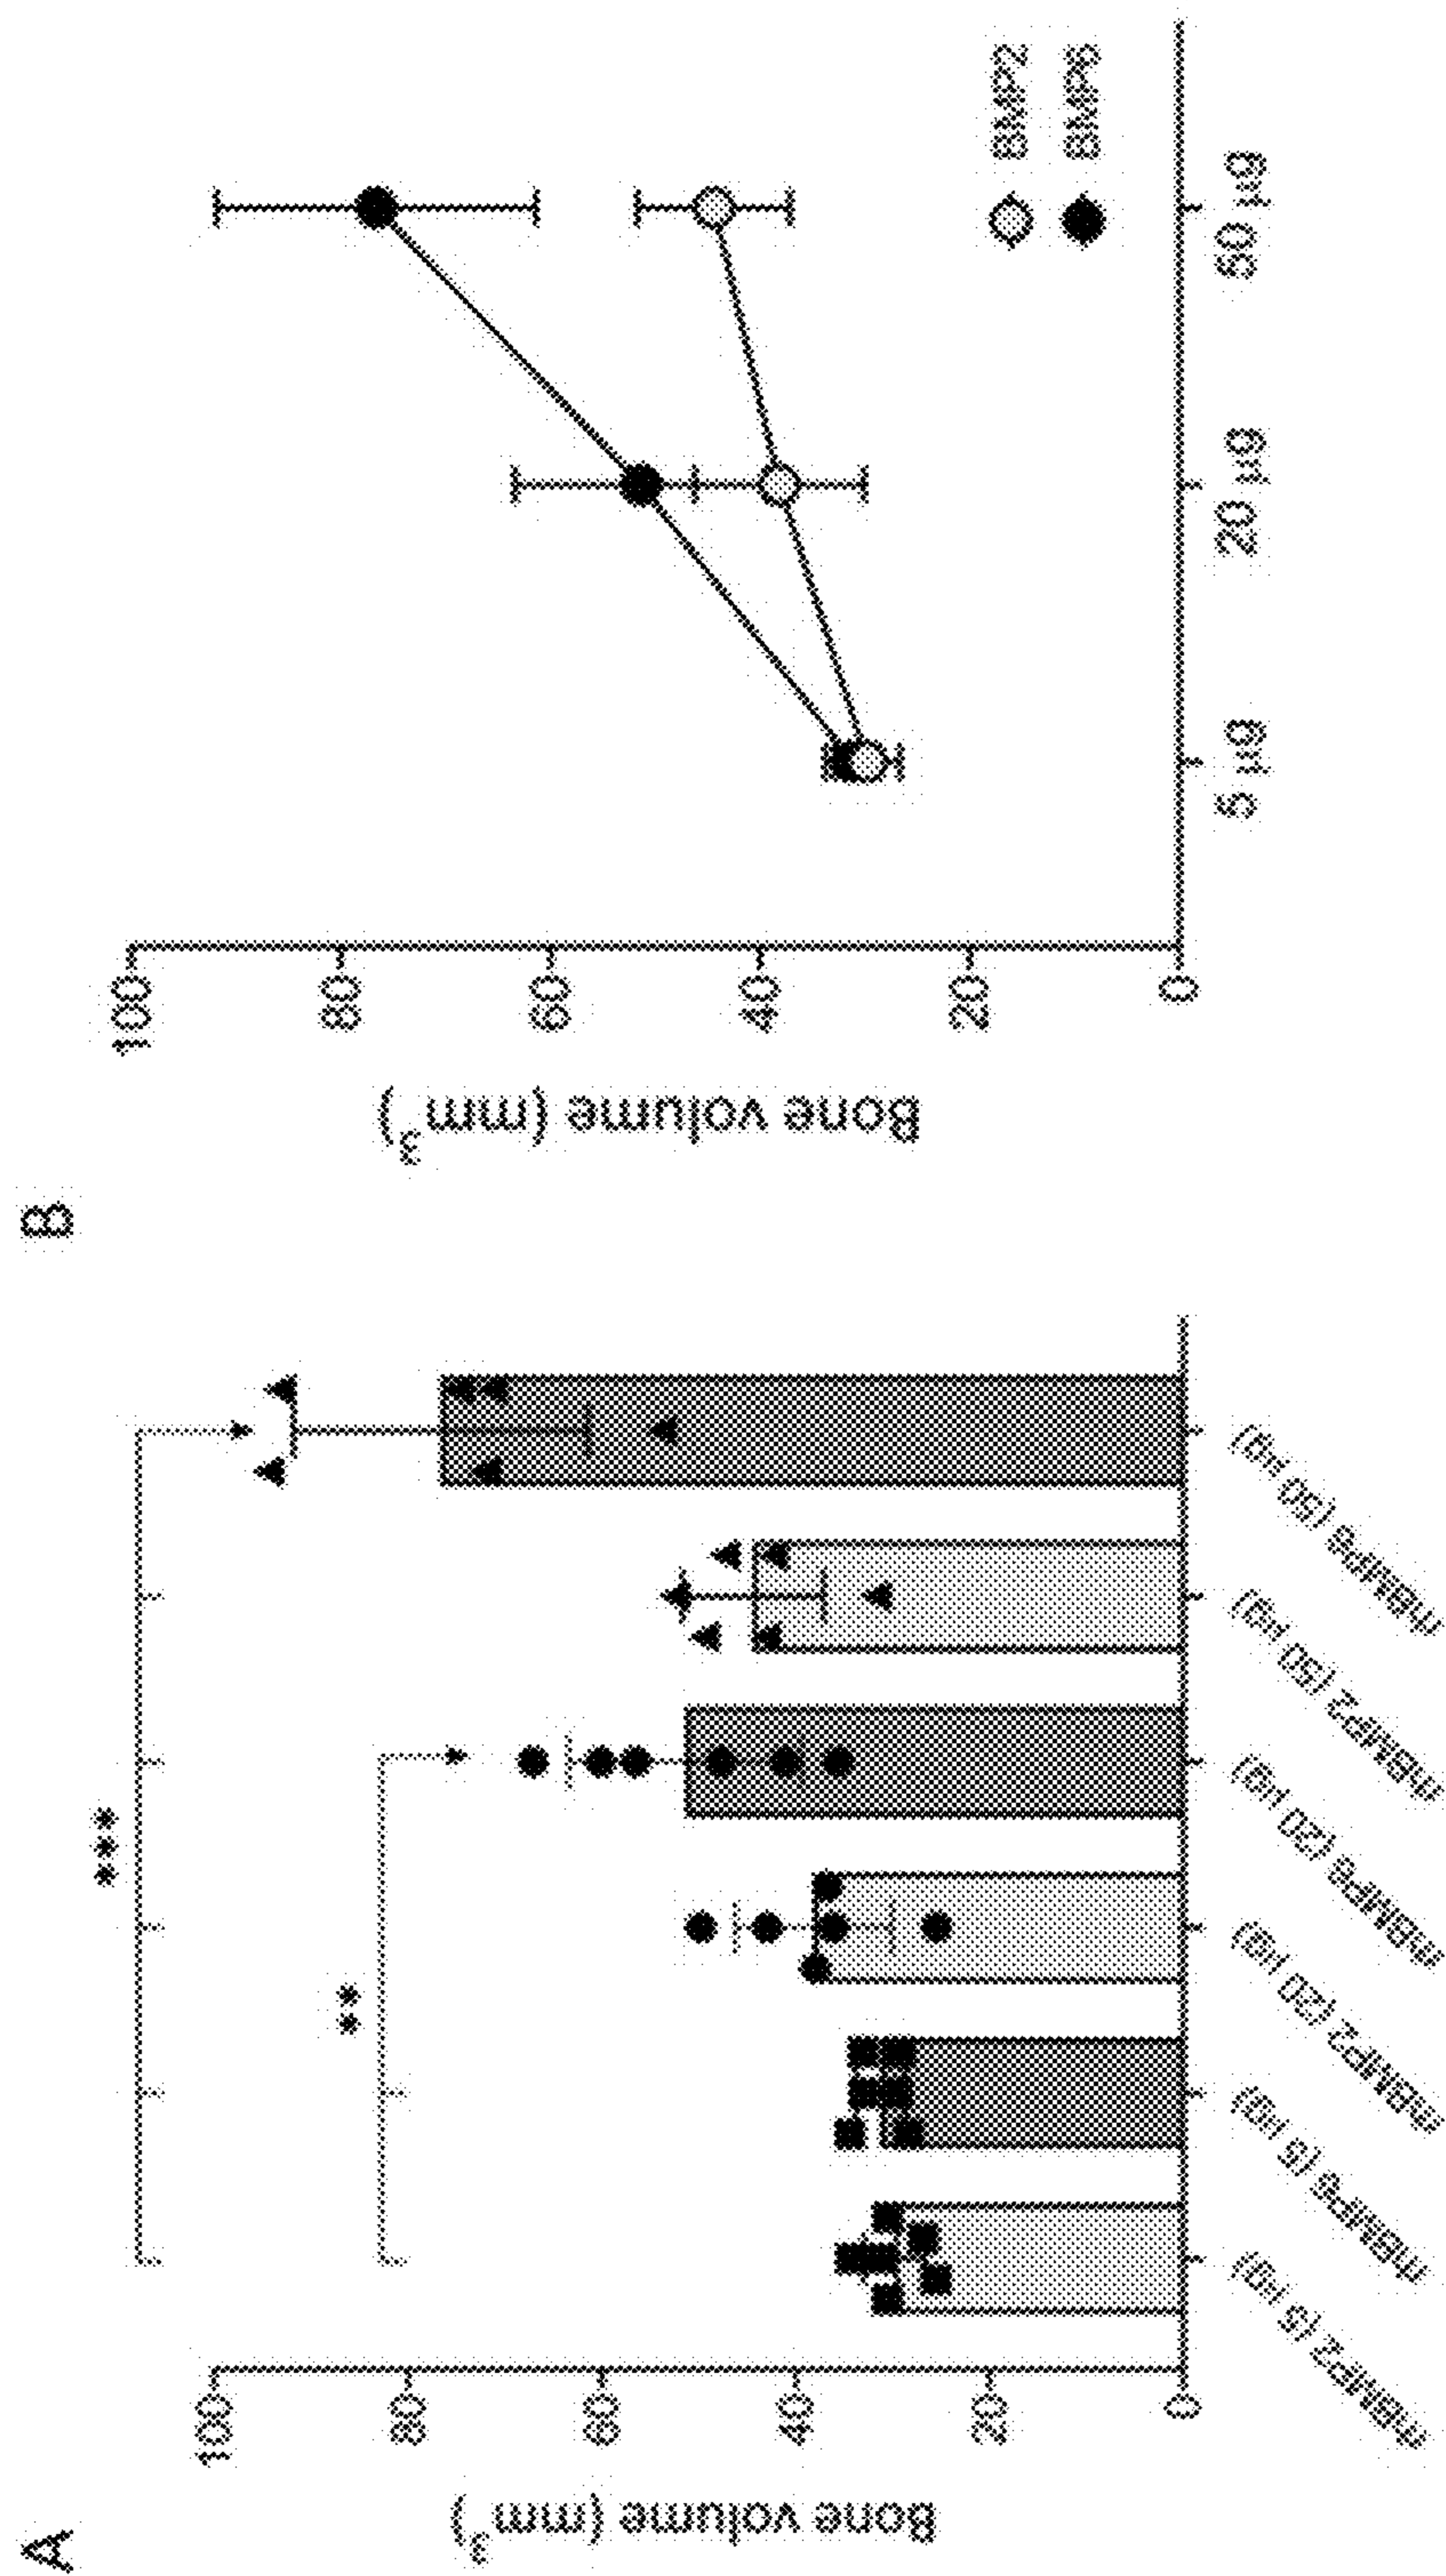 A
Bone volume (mm³)
100
80
60
40
20
0
***
**
rhBMP2 (5 µg)
rhBMP6 (5 µg)
rhBMP2 (20 µg)
rhBMP6 (20 µg)
rhBMP2 (50 µg)
rhBMP6 (50 µg)
B
Bone volume (mm³)
100
80
60
40
20
0
5 µg
20 µg
50 µg
BMP2
BMP6